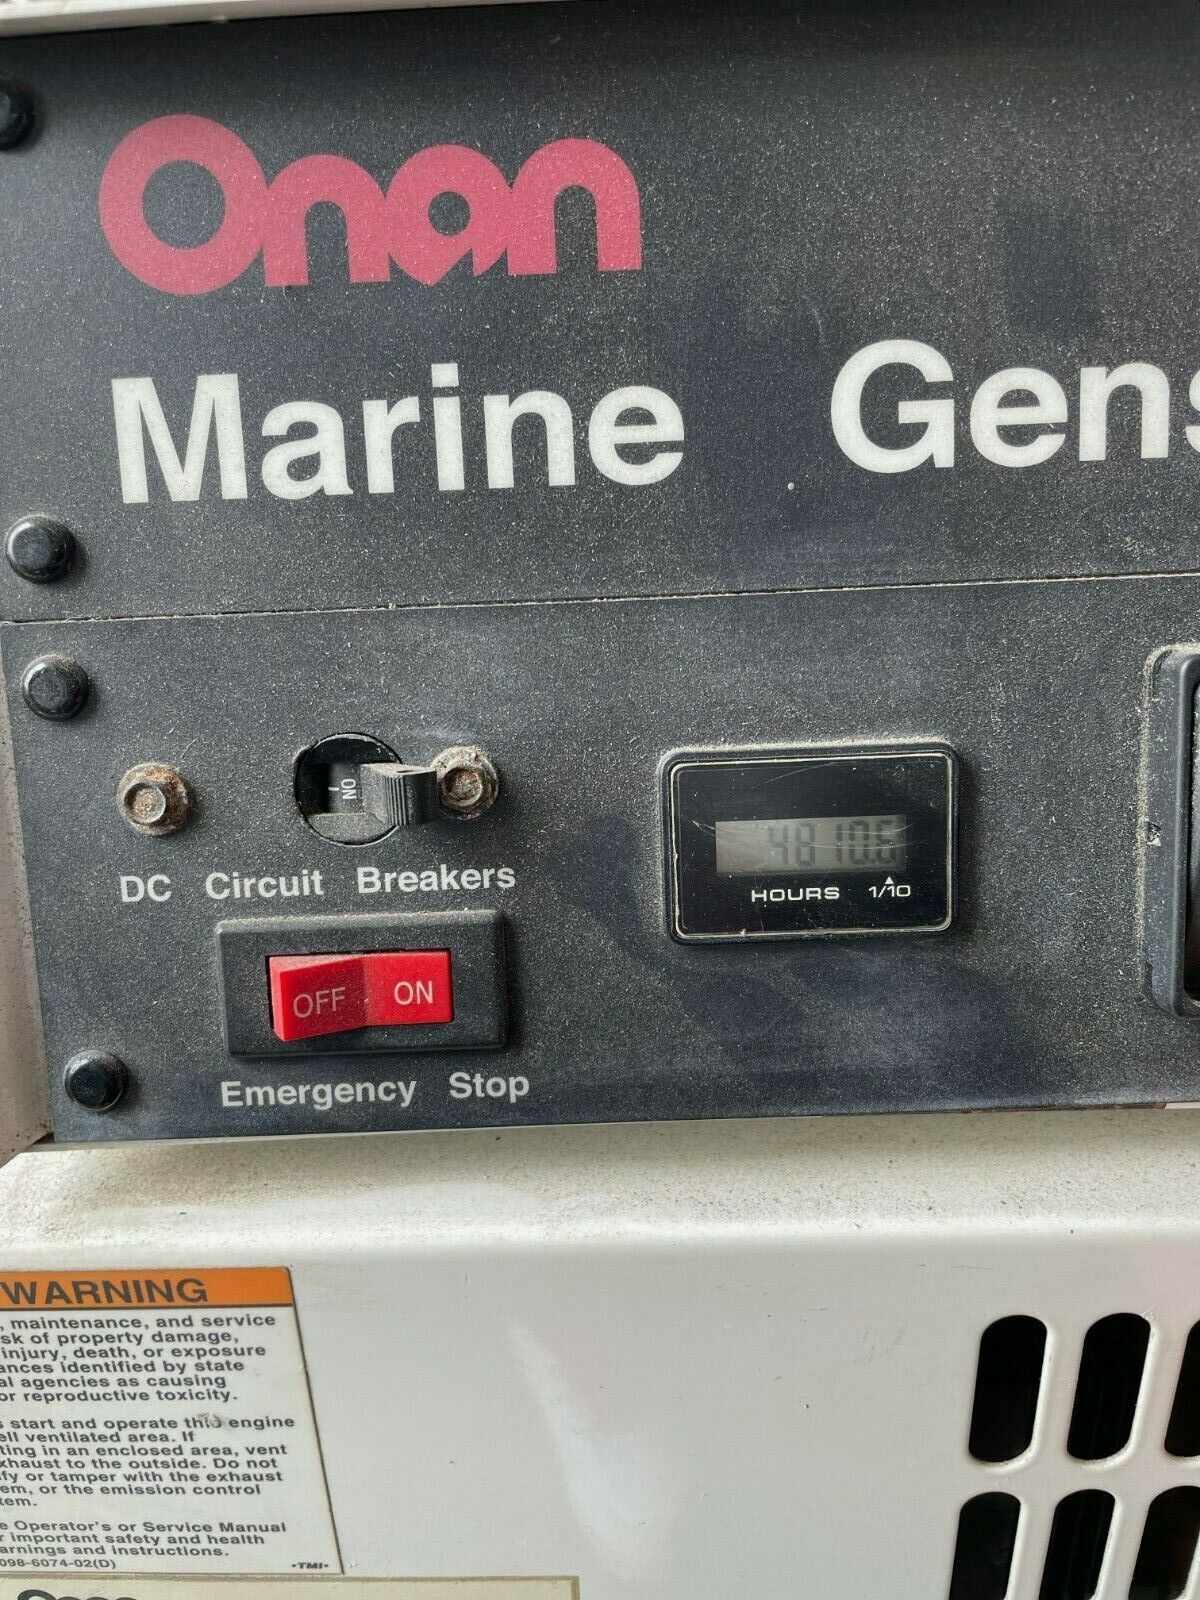 Onan
Marine Gens
ON
DC Circuit Breakers
4810.6
HOURS 1/10
OFF ON
Emergency Stop
WARNING
, maintenance, and service
sk of property damage,
injury, death, or exposure
ances identified by state
al agencies as causing
or reproductive toxicity.
s start and operate this engine
ell ventilated area. If
ting in an enclosed area, vent
xhaust to the outside. Do not
ify or tamper with the exhaust
em, or the emission control
tem.
e Operator's or Service Manual
r important safety and health
arnings and instructions.
098-6074-02(D) •TMI•